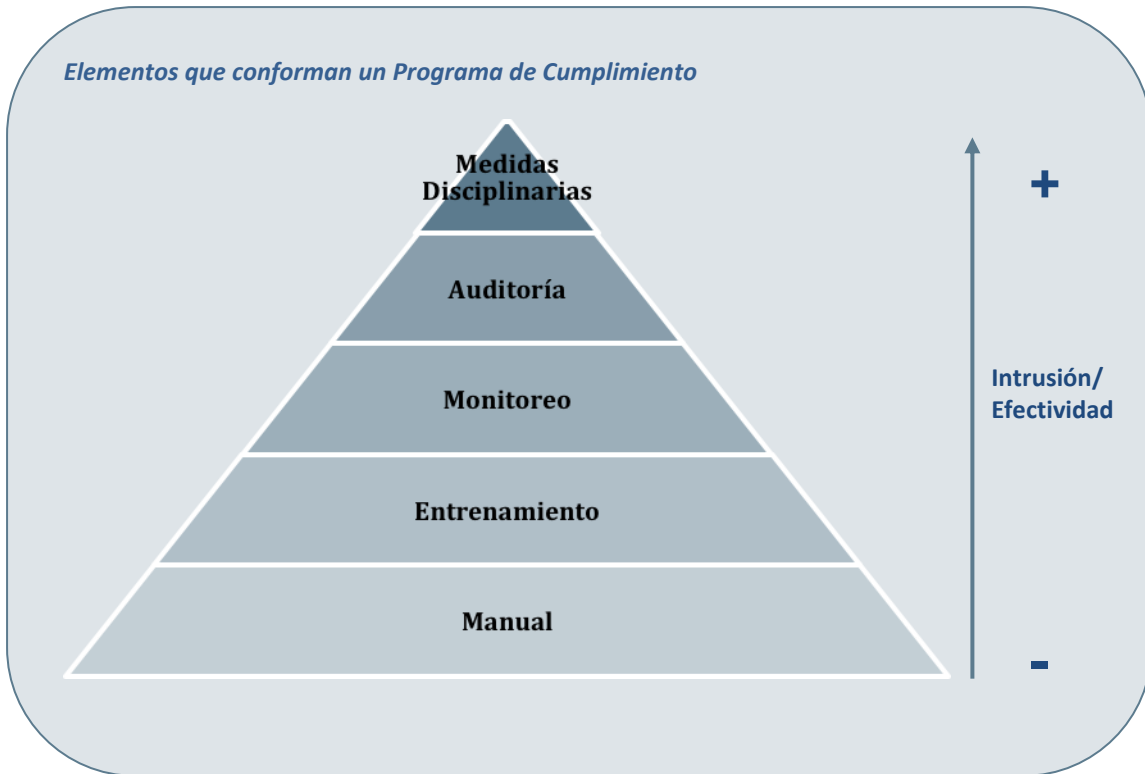 Elementos que conforman un Programa de Cumplimiento
Medidas
Disciplinarias
+
Auditoría
Intrusión/
Efectividad
Monitoreo
Entrenamiento
Manual
-